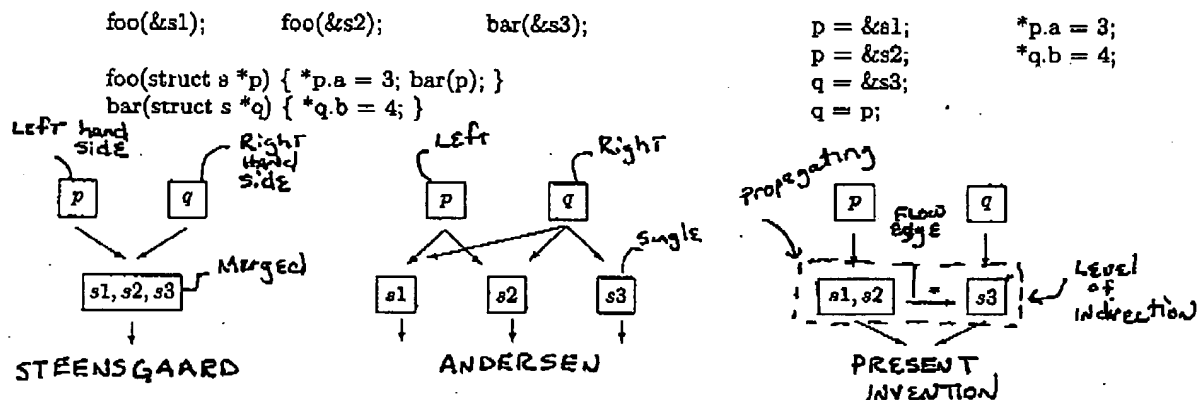 foo(&s1); foo(&s2); bar(&s3);
foo(struct s *p) { *p.a = 3; bar(p); }
bar(struct s *q) { *q.b = 4; }
p = &s1; *p.a = 3;
p = &s2; *q.b = 4;
q = &s3;
q = p;
Left hand
side
Right
Hand
side
p
q
s1, s2, s3
Merged
STEENSGAARD
Left
Right
p
q
Single
s1
s2
s3
ANDERSEN
Propagating
p
Flow
Edge
q
s1, s2
=
s3
Level
of
indirection
PRESENT
INVENTION